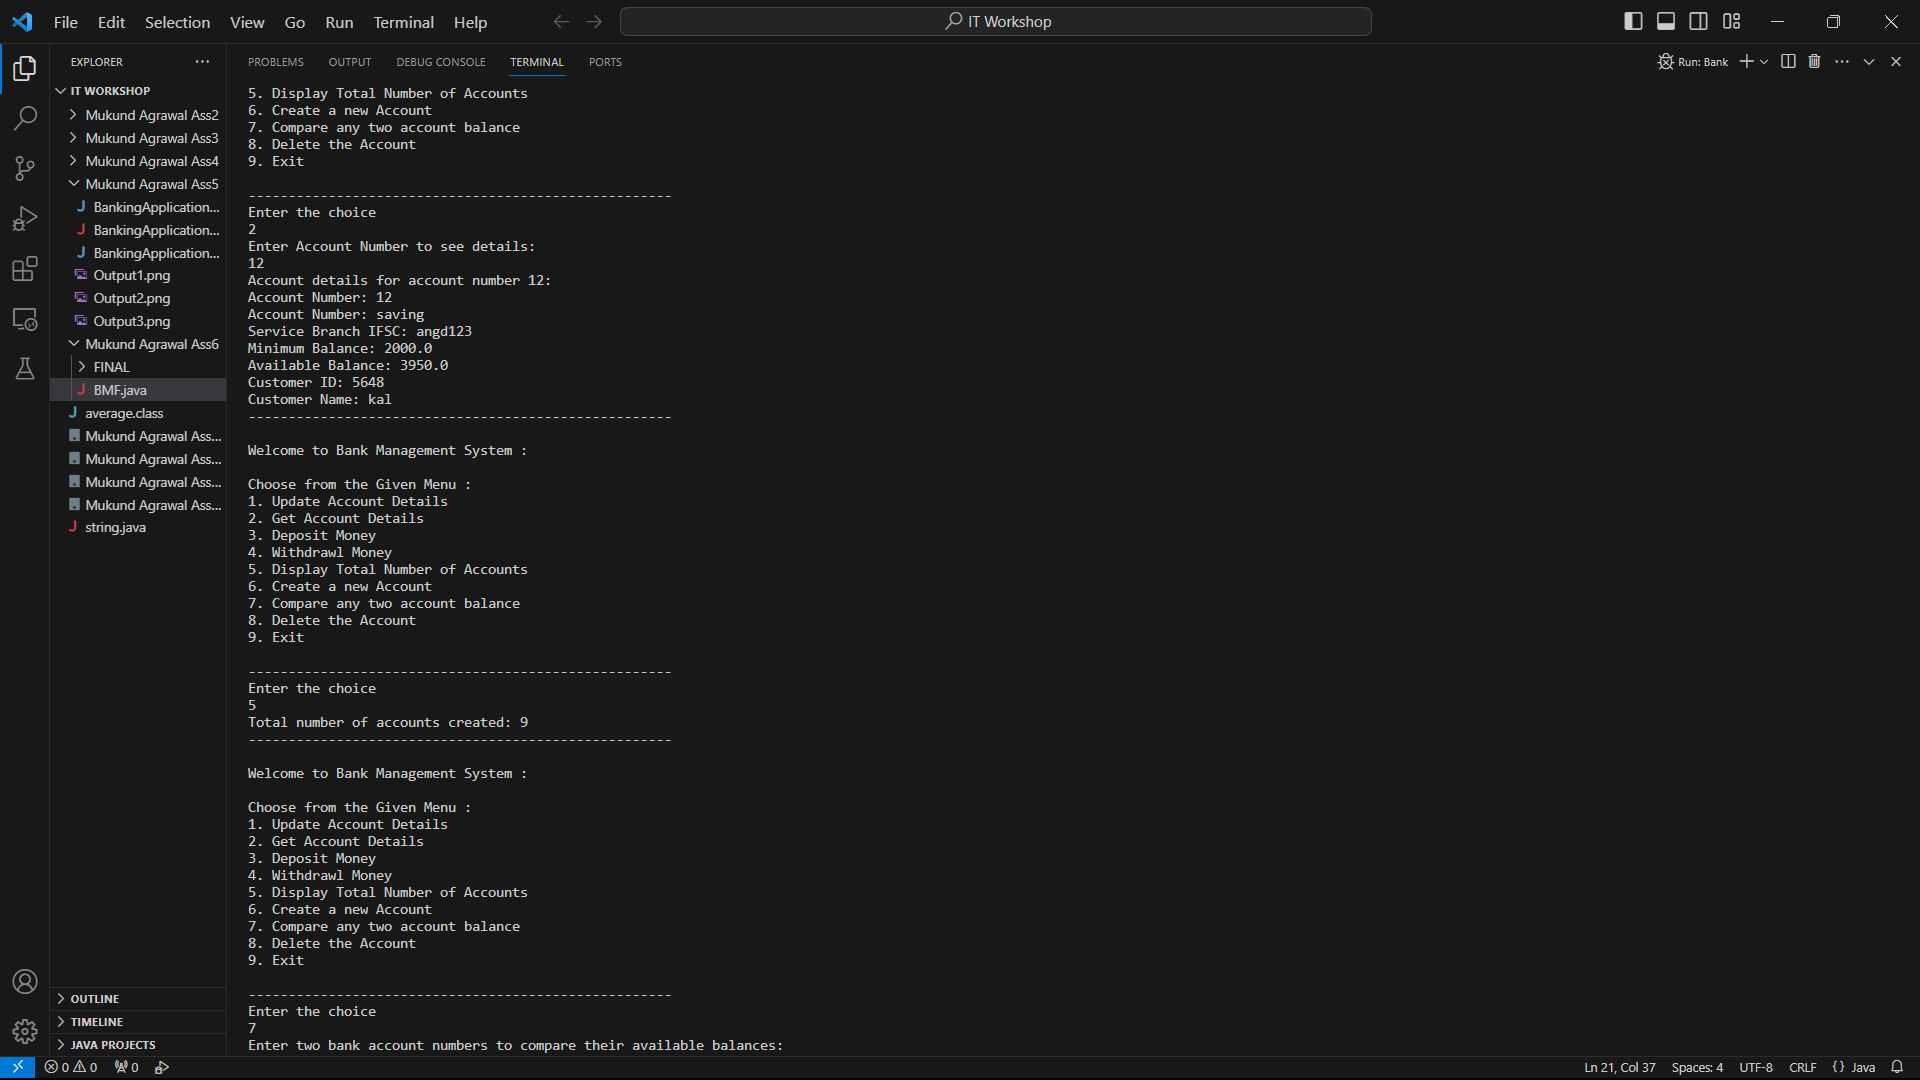 File Edit Selection View Go Run Terminal Help
IT Workshop
EXPLORER
IT WORKSHOP
Mukund Agrawal Ass2
Mukund Agrawal Ass3
Mukund Agrawal Ass4
Mukund Agrawal Ass5
BankingApplication...
BankingApplication...
BankingApplication...
Output1.png
Output2.png
Output3.png
Mukund Agrawal Ass6
FINAL
BMF.java
average.class
Mukund Agrawal Ass...
Mukund Agrawal Ass...
Mukund Agrawal Ass...
Mukund Agrawal Ass...
string.java
OUTLINE
TIMELINE
JAVA PROJECTS
PROBLEMS OUTPUT DEBUG CONSOLE TERMINAL PORTS
Run: Bank
5. Display Total Number of Accounts
6. Create a new Account
7. Compare any two account balance
8. Delete the Account
9. Exit
-----------------------------------------------------
Enter the choice
2
Enter Account Number to see details:
12
Account details for account number 12:
Account Number: 12
Account Number: saving
Service Branch IFSC: angd123
Minimum Balance: 2000.0
Available Balance: 3950.0
Customer ID: 5648
Customer Name: kal
-----------------------------------------------------
Welcome to Bank Management System :
Choose from the Given Menu :
1. Update Account Details
2. Get Account Details
3. Deposit Money
4. Withdrawl Money
5. Display Total Number of Accounts
6. Create a new Account
7. Compare any two account balance
8. Delete the Account
9. Exit
-----------------------------------------------------
Enter the choice
5
Total number of accounts created: 9
-----------------------------------------------------
Welcome to Bank Management System :
Choose from the Given Menu :
1. Update Account Details
2. Get Account Details
3. Deposit Money
4. Withdrawl Money
5. Display Total Number of Accounts
6. Create a new Account
7. Compare any two account balance
8. Delete the Account
9. Exit
-----------------------------------------------------
Enter the choice
7
Enter two bank account numbers to compare their available balances:
0 0 0
Ln 21, Col 37 Spaces: 4 UTF-8 CRLF {} Java